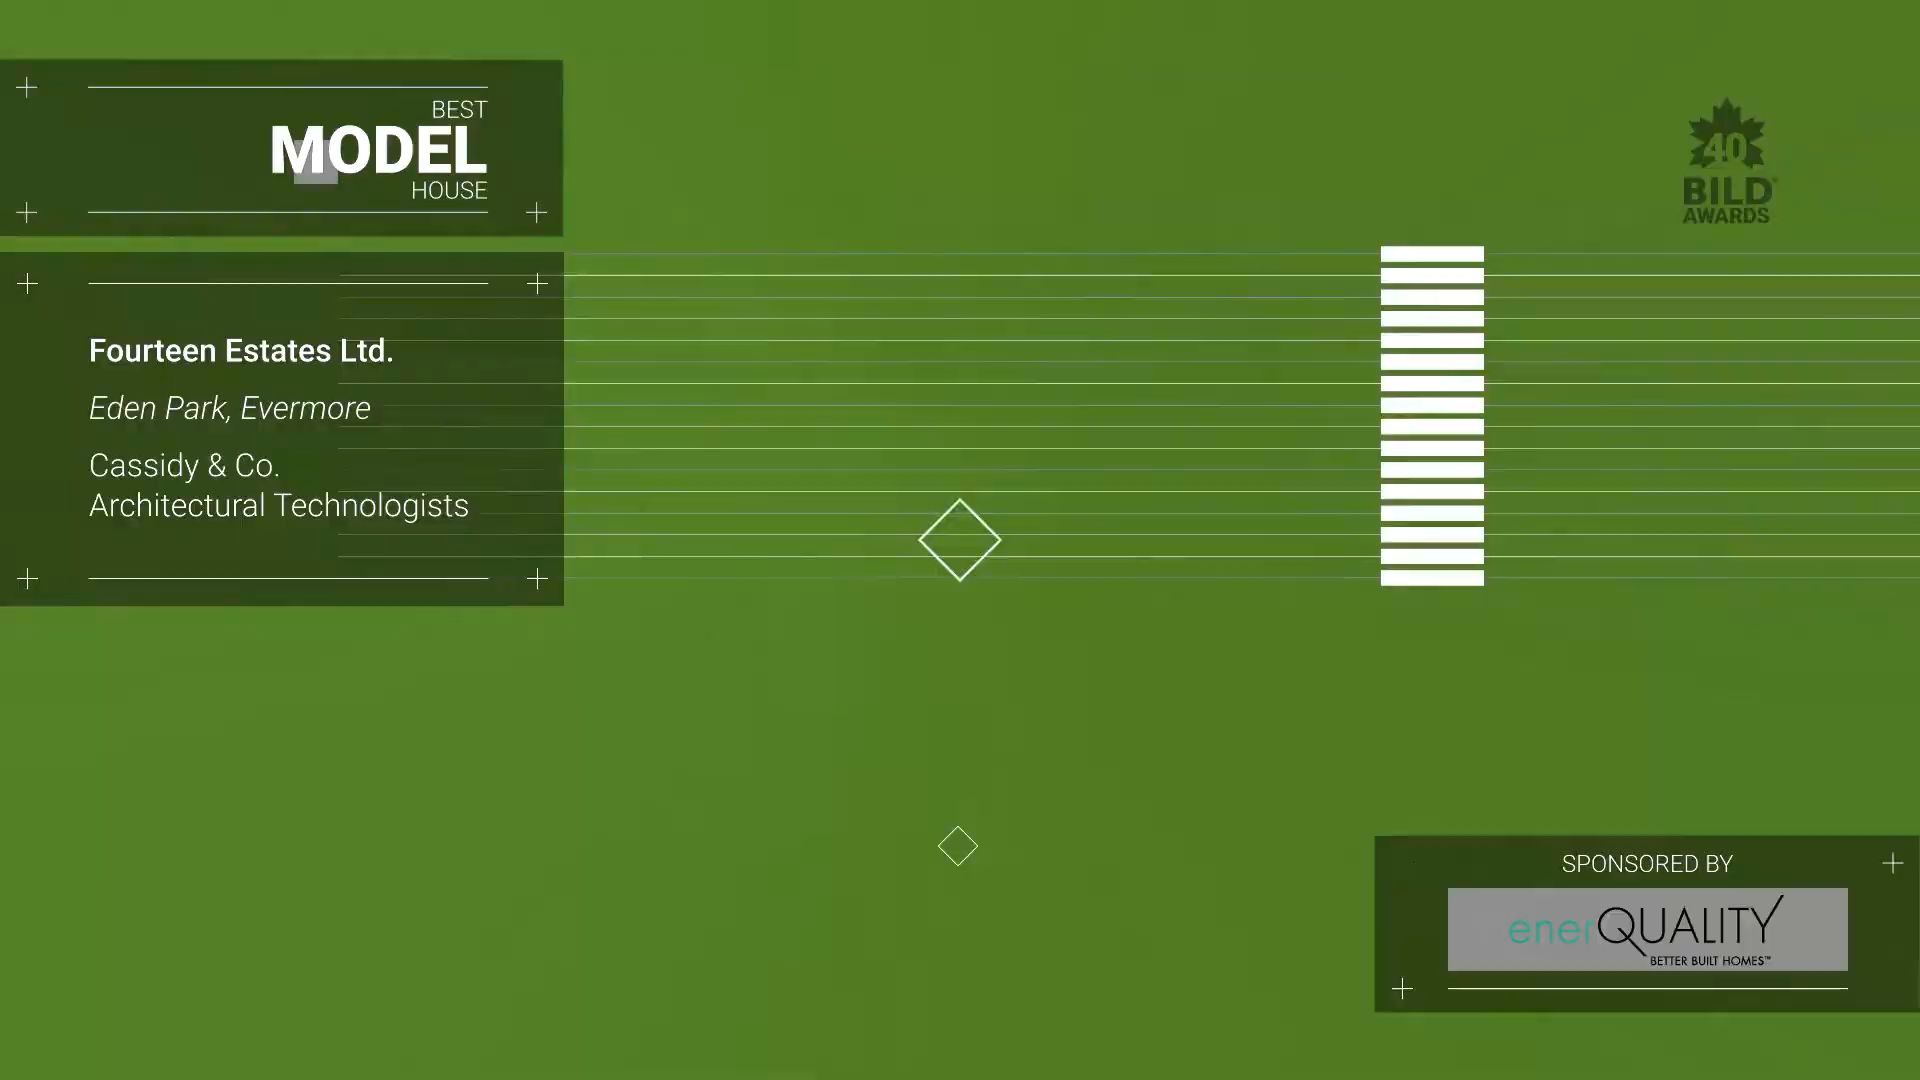 BEST
MODEL
HOUSE
40
BILD®
AWARDS
Fourteen Estates Ltd.
Eden Park, Evermore
Cassidy & Co.
Architectural Technologists
SPONSORED BY
enerQUALITY
BETTER BUILT HOMES™